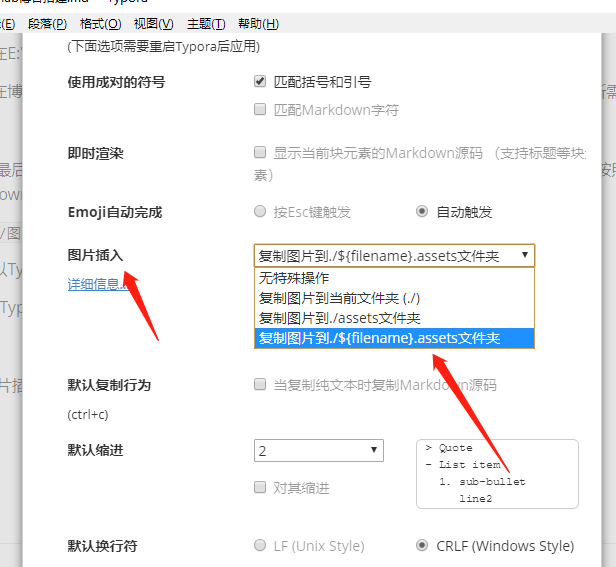 (E) 段落(P) 格式(O) 视图(V) 主题(T) 帮助(H)
(下面选项需要重启Typora后应用)
使用成对的符号 匹配括号和引号
匹配Markdown字符
即时渲染 显示当前块元素的Markdown源码 （支持标题等块
素）
Emoji自动完成 按Esc键触发 自动触发
图片插入 复制图片到./${filename}.assets文件夹
无特殊操作
详细信息
复制图片到当前文件夹 (./)
复制图片到./assets文件夹
复制图片到./${filename}.assets文件夹
默认复制行为 当复制纯文本时复制Markdown源码
(ctrl+c)
默认缩进 2
> Quote
- List item
1. sub-bullet
line2
对其缩进
默认换行符 LF (Unix Style) CRLF (Windows Style)